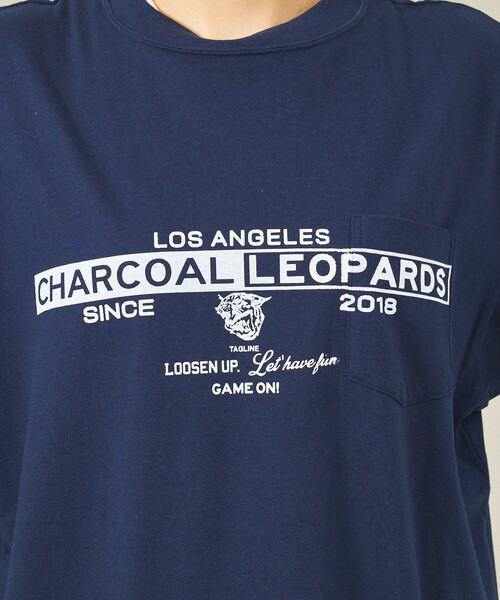 LOS ANGELES
CHARCOAL LEOPARDS
SINCE 2018
TAGLINE
LOOSEN UP. Let' have fun.
GAME ON!